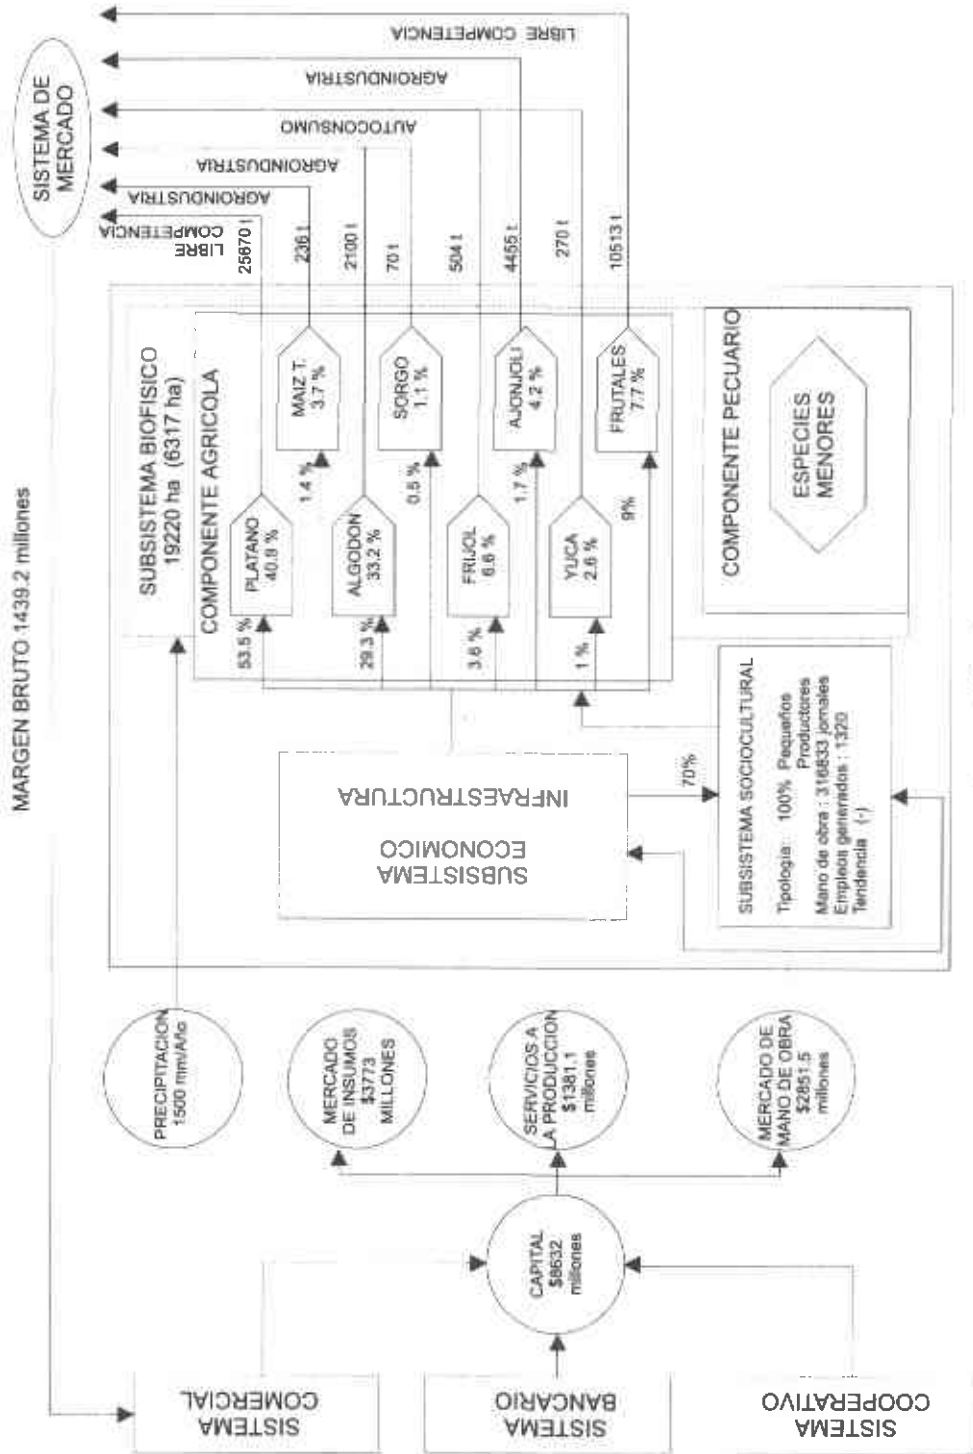 MARGEN BRUTO 1439.2 millones
SISTEMA DE
MERCADO
LIBRE
COMPETENCIA
AGROINDUSTRIA
AGROINDUSTRIA
AUTOCONSUMO
AGROINDUSTRIA
LIBRE COMPETENCIA
25670 t
236 t
2100 t
70 t
504 t
4455 t
270 t
10513 t
SUBSISTEMA BIOFISICO
19220 ha (6317 ha)
COMPONENTE AGRICOLA
PLATANO
40.9 %
MAIZ T.
3.7 %
ALGODON
33.2 %
SORGO
1.1 %
FRIJOL
6.6 %
AJONJOLI
4.2 %
YUCA
2.6 %
FRUTALES
7.7 %
53.5 %
1.4 %
29.3 %
0.5 %
3.6 %
1.7 %
1 %
9%
COMPONENTE PECUARIO
ESPECIES
MENORES
SUBSISTEMA
ECONOMICO
INFRAESTRUCTURA
70%
SUBSISTEMA SOCIOCULTURAL
Tipología: 100% Pequeños
Productores
Mano de obra : 316833 jornales
Empleos generados : 1320
Tendencia (-)
PRECIPITACION
1500 mm/Año
MERCADO
DE INSUMOS
$3773
MILLONES
SERVICIOS A
LA PRODUCCION
$1381.1
millones
MERCADO DE
MANO DE OBRA
$2851.5
millones
CAPITAL
$8632
millones
SISTEMA
COMERCIAL
SISTEMA
BANCARIO
SISTEMA
COOPERATIVO